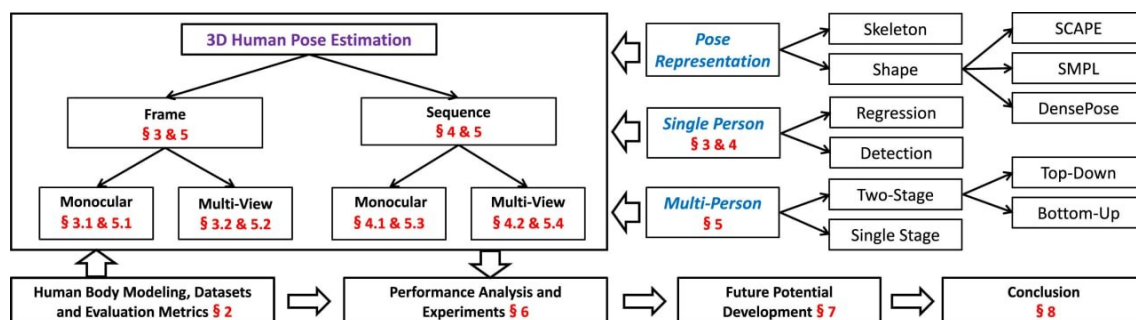 3D Human Pose Estimation
Frame
§ 3 & 5
Sequence
§ 4 & 5
Monocular
§ 3.1 & 5.1
Multi-View
§ 3.2 & 5.2
Monocular
§ 4.1 & 5.3
Multi-View
§ 4.2 & 5.4
Pose
Representation
Skeleton
Shape
SCAPE
SMPL
DensePose
Single Person
§ 3 & 4
Regression
Detection
Multi-Person
§ 5
Two-Stage
Single Stage
Top-Down
Bottom-Up
Human Body Modeling, Datasets
and Evaluation Metrics § 2
Performance Analysis and
Experiments § 6
Future Potential
Development § 7
Conclusion
§ 8